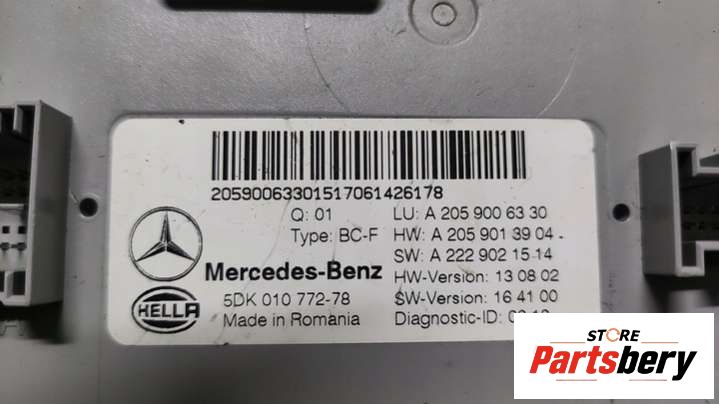 2059006330151706142​6178
Q: 01 LU: A 205 900 63 30
Type: BC-F HW: A 205 901 39 04
SW: A 222 902 15 14
Mercedes-Benz HW-Version: 13 08 02
5DK 010 772-78 SW-Version: 16 41 00
HELLA Made in Romania Diagnostic-ID:
STORE
Partsbery